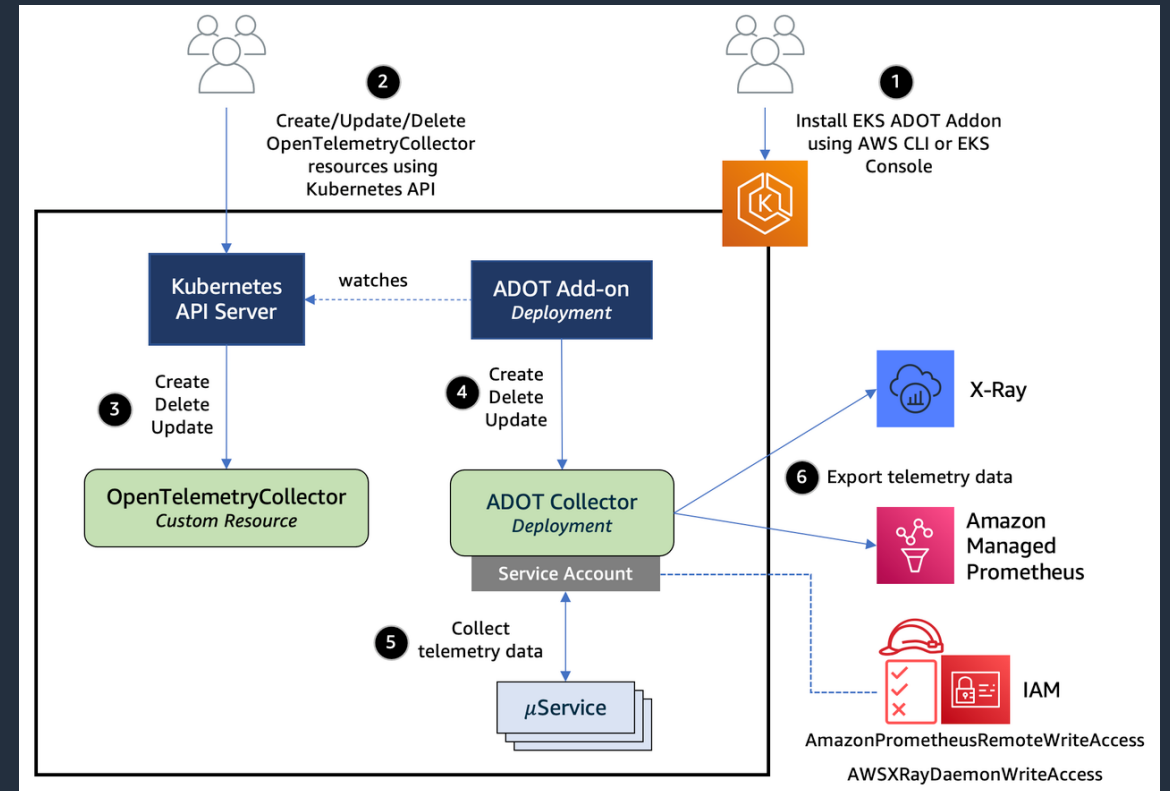 2
Create/Update/Delete
OpenTelemetryCollector
resources using
Kubernetes API
1
Install EKS ADOT Addon
using AWS CLI or EKS
Console
K
Kubernetes
API Server
watches
ADOT Add-on
Deployment
3
Create
Delete
Update
4
Create
Delete
Update
X-Ray
OpenTelemetryCollector
Custom Resource
ADOT Collector
Deployment
Service Account
6
Export telemetry data
Amazon
Managed
Prometheus
5
Collect
telemetry data
μService
IAM
AmazonPrometheusRemoteWriteAccess
AWSXRayDaemonWriteAccess